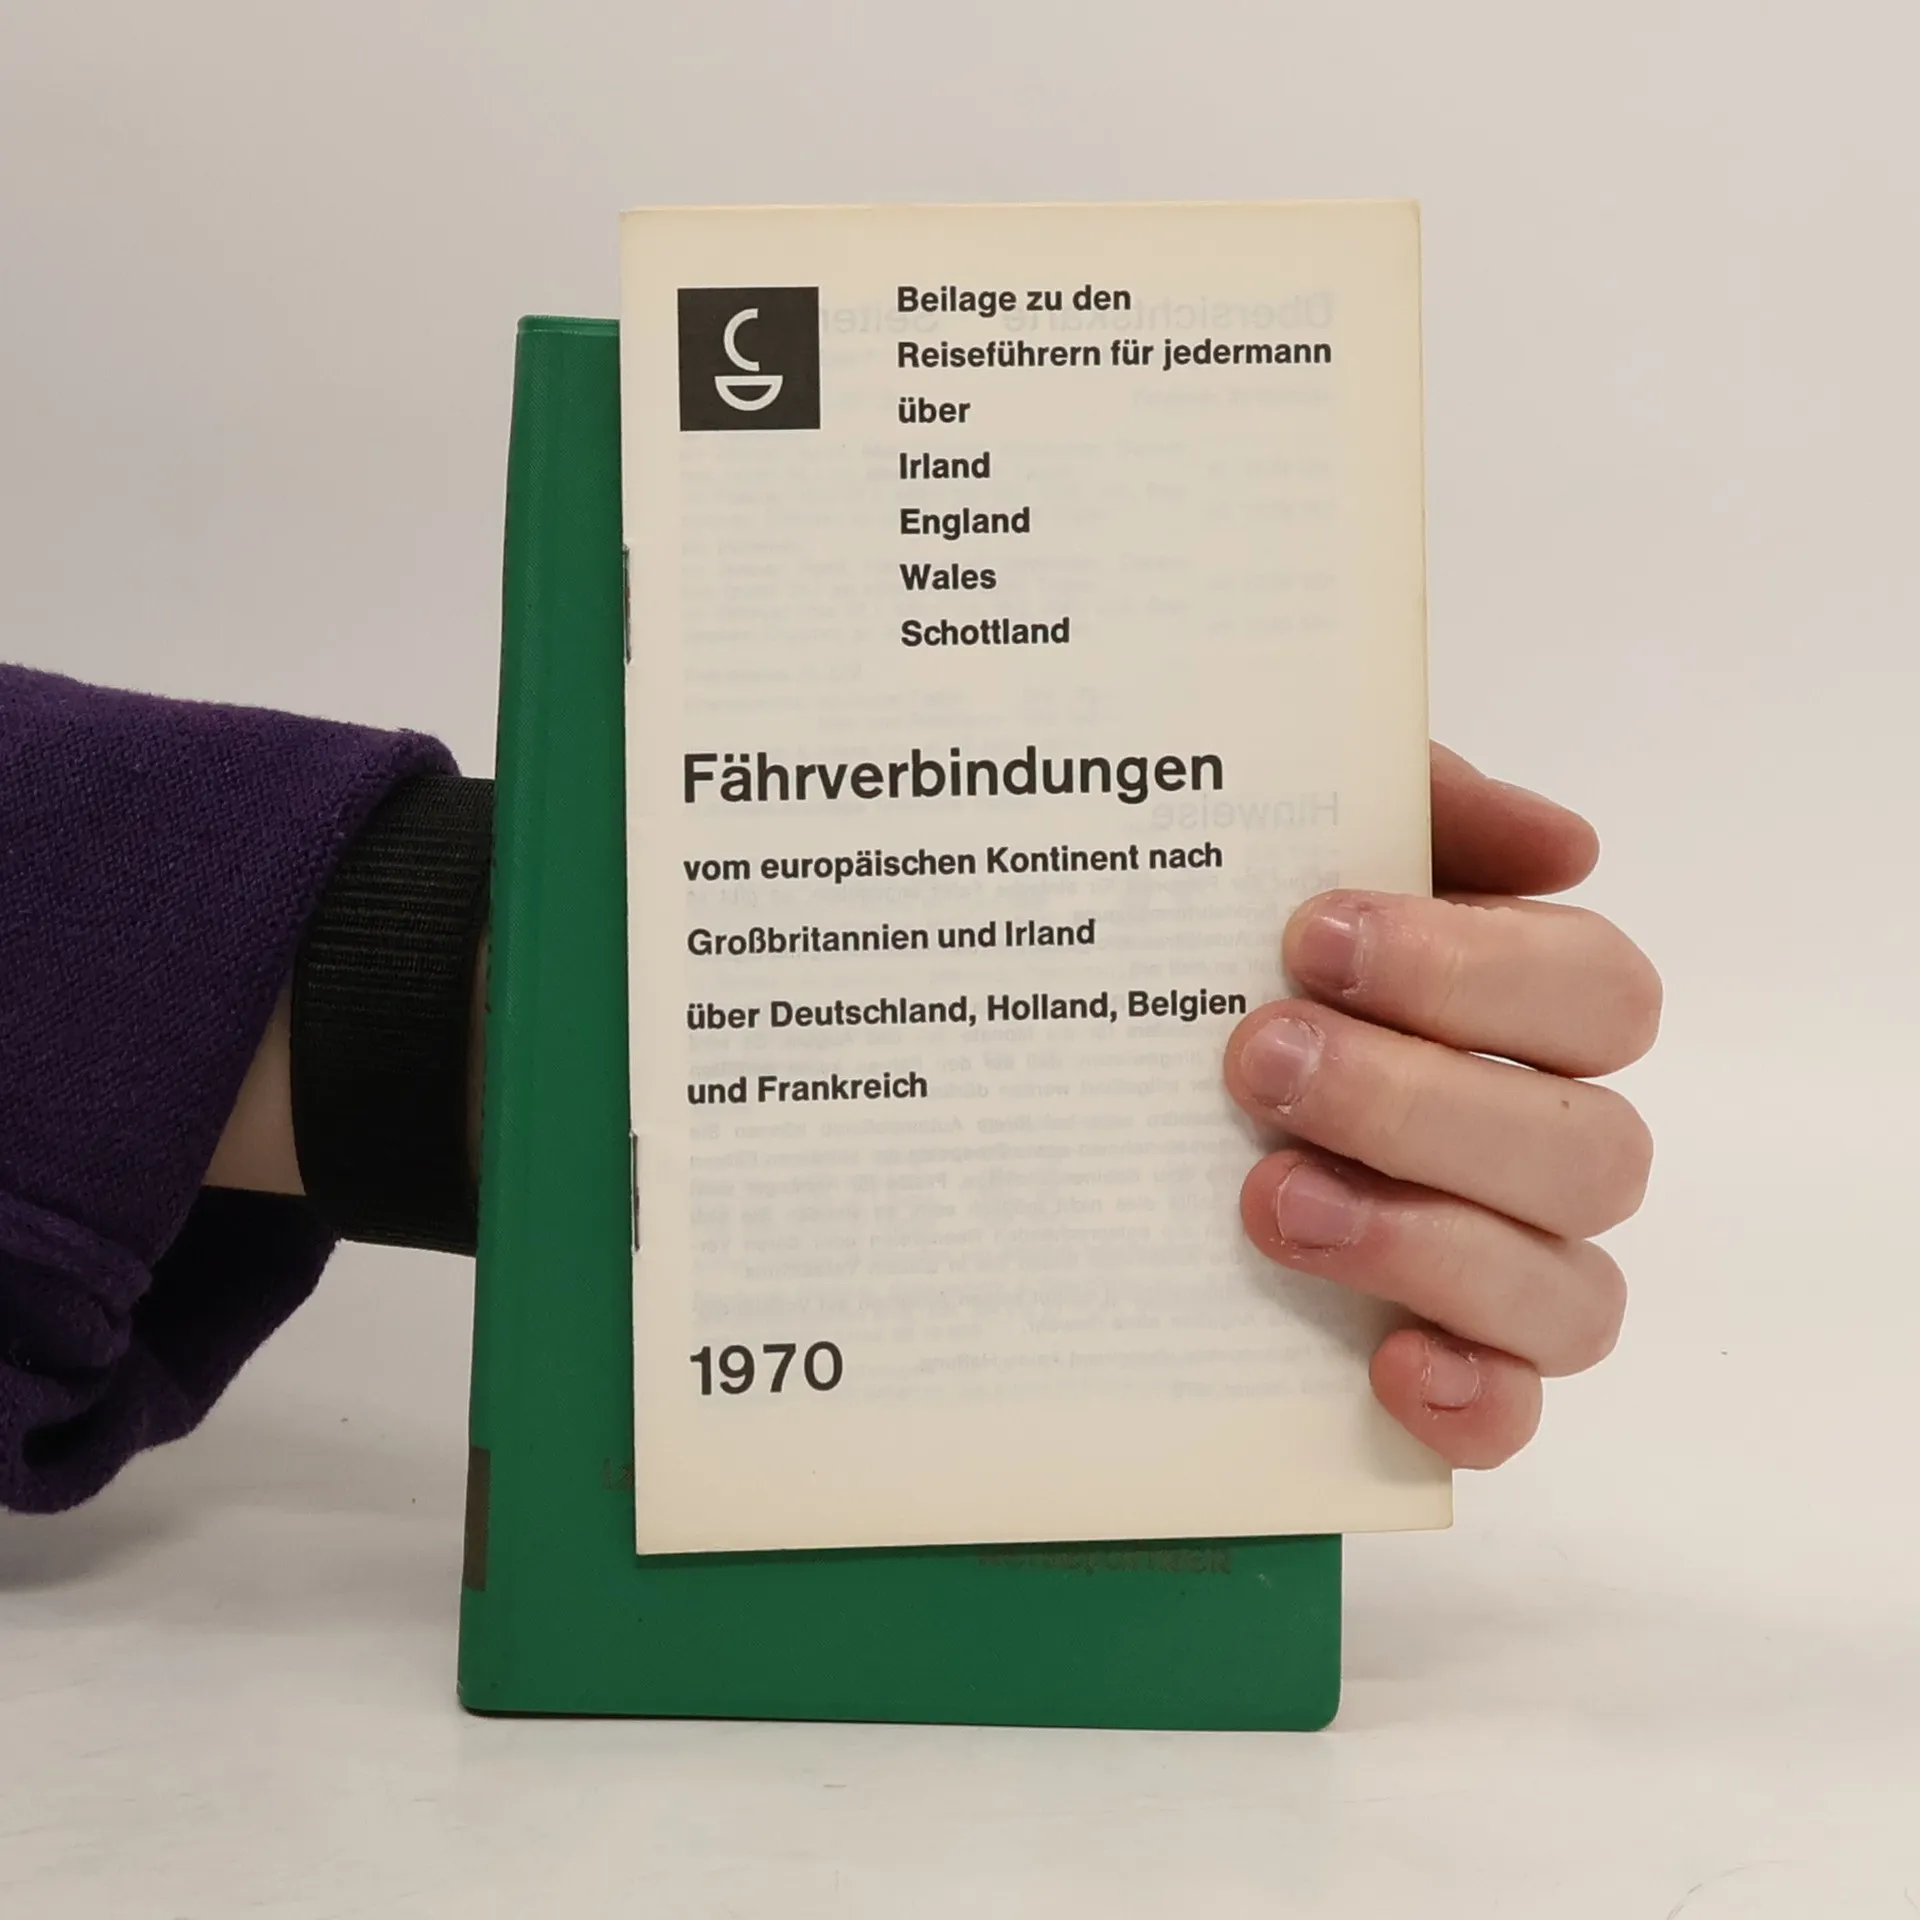 Beilage zu den
Reiseführern für jedermann
über
Irland
England
Wales
Schottland
Fährverbindungen
vom europäischen Kontinent nach
Großbritannien und Irland
über Deutschland, Holland, Belgien
und Frankreich
1970